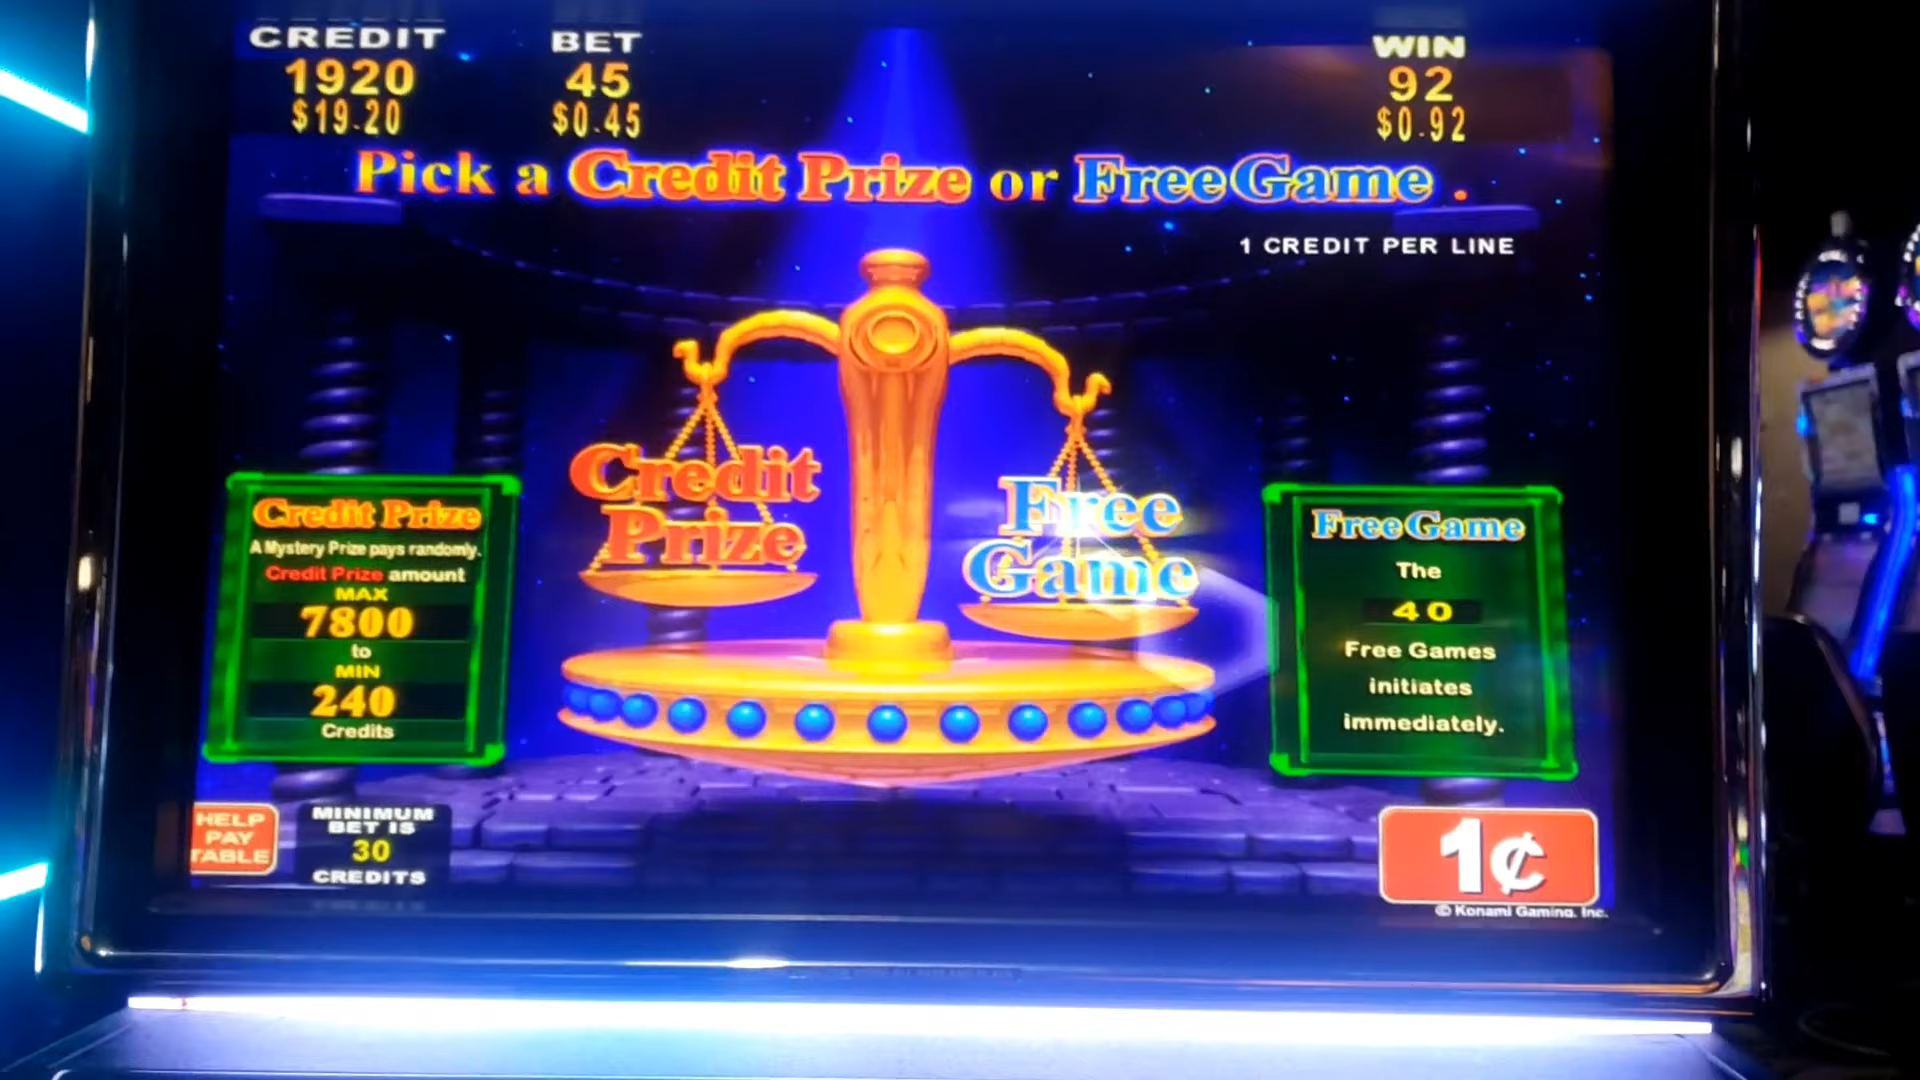 CREDIT
1920
$19.20
BET
45
$0.45
WIN
92
$0.92
Pick a Credit Prize or Free Game .
1 CREDIT PER LINE
Credit
Prize
Free
Game
Credit Prize
A Mystery Prize pays randomly.
Credit Prize amount
MAX
7800
to
MIN
240
Credits
Free Game
The
40
Free Games
initiates
immediately.
HELP
PAY
TABLE
MINIMUM
BET IS
30
CREDITS
1¢
© Konami Gaming, Inc.